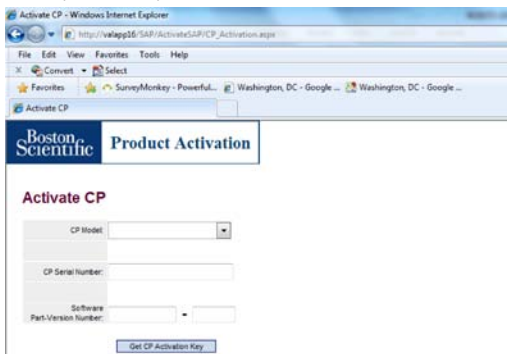 Activate CP - Windows Internet Explorer
http://valapp16/SAP/ActivateSAP/CP_Activation.aspx
File Edit View Favorites Tools Help
× Convert Select
Favorites SurveyMonkey - Powerful... Washington, DC - Google ... Washington, DC - Google ...
Activate CP
Boston Scientific Product Activation
Activate CP
CP Model:
CP Serial Number:
Software
Part-Version Number: -
Get CP Activation Key